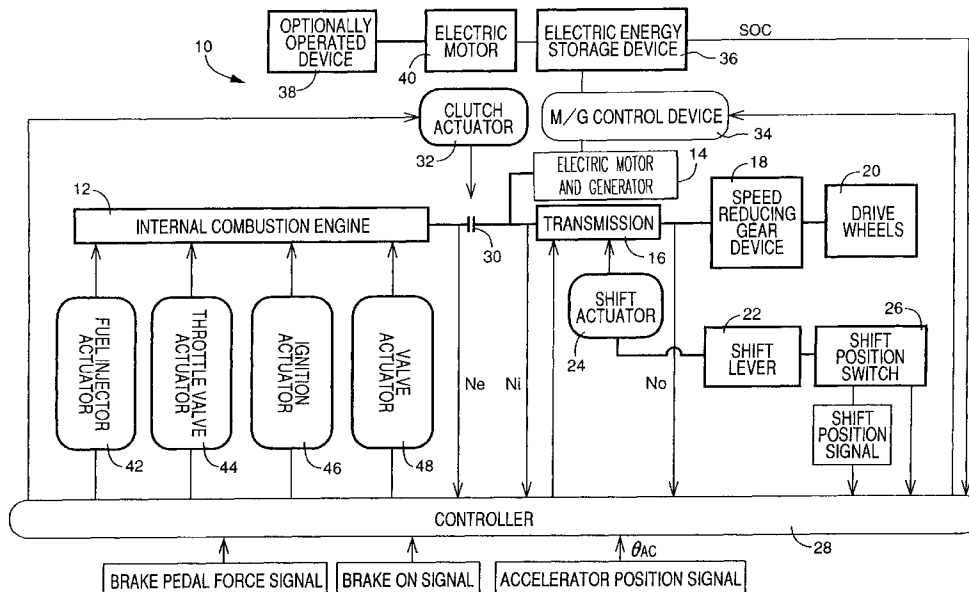 OPTIONALLY
OPERATED
DEVICE
38
ELECTRIC
MOTOR
40
ELECTRIC ENERGY
STORAGE DEVICE
36
SOC
10
CLUTCH
ACTUATOR
32
M/G CONTROL DEVICE
34
ELECTRIC MOTOR
AND GENERATOR
14
12
INTERNAL COMBUSTION ENGINE
30
TRANSMISSION
16
18
SPEED
REDUCING
GEAR
DEVICE
20
DRIVE
WHEELS
SHIFT
ACTUATOR
24
22
SHIFT
LEVER
26
SHIFT
POSITION
SWITCH
FUEL INJECTOR
ACTUATOR
42
THROTTLE VALVE
ACTUATOR
44
IGNITION
ACTUATOR
46
VALVE
ACTUATOR
48
Ne
Ni
No
SHIFT
POSITION
SIGNAL
CONTROLLER
28
θAC
BRAKE PEDAL FORCE SIGNAL
BRAKE ON SIGNAL
ACCELERATOR POSITION SIGNAL